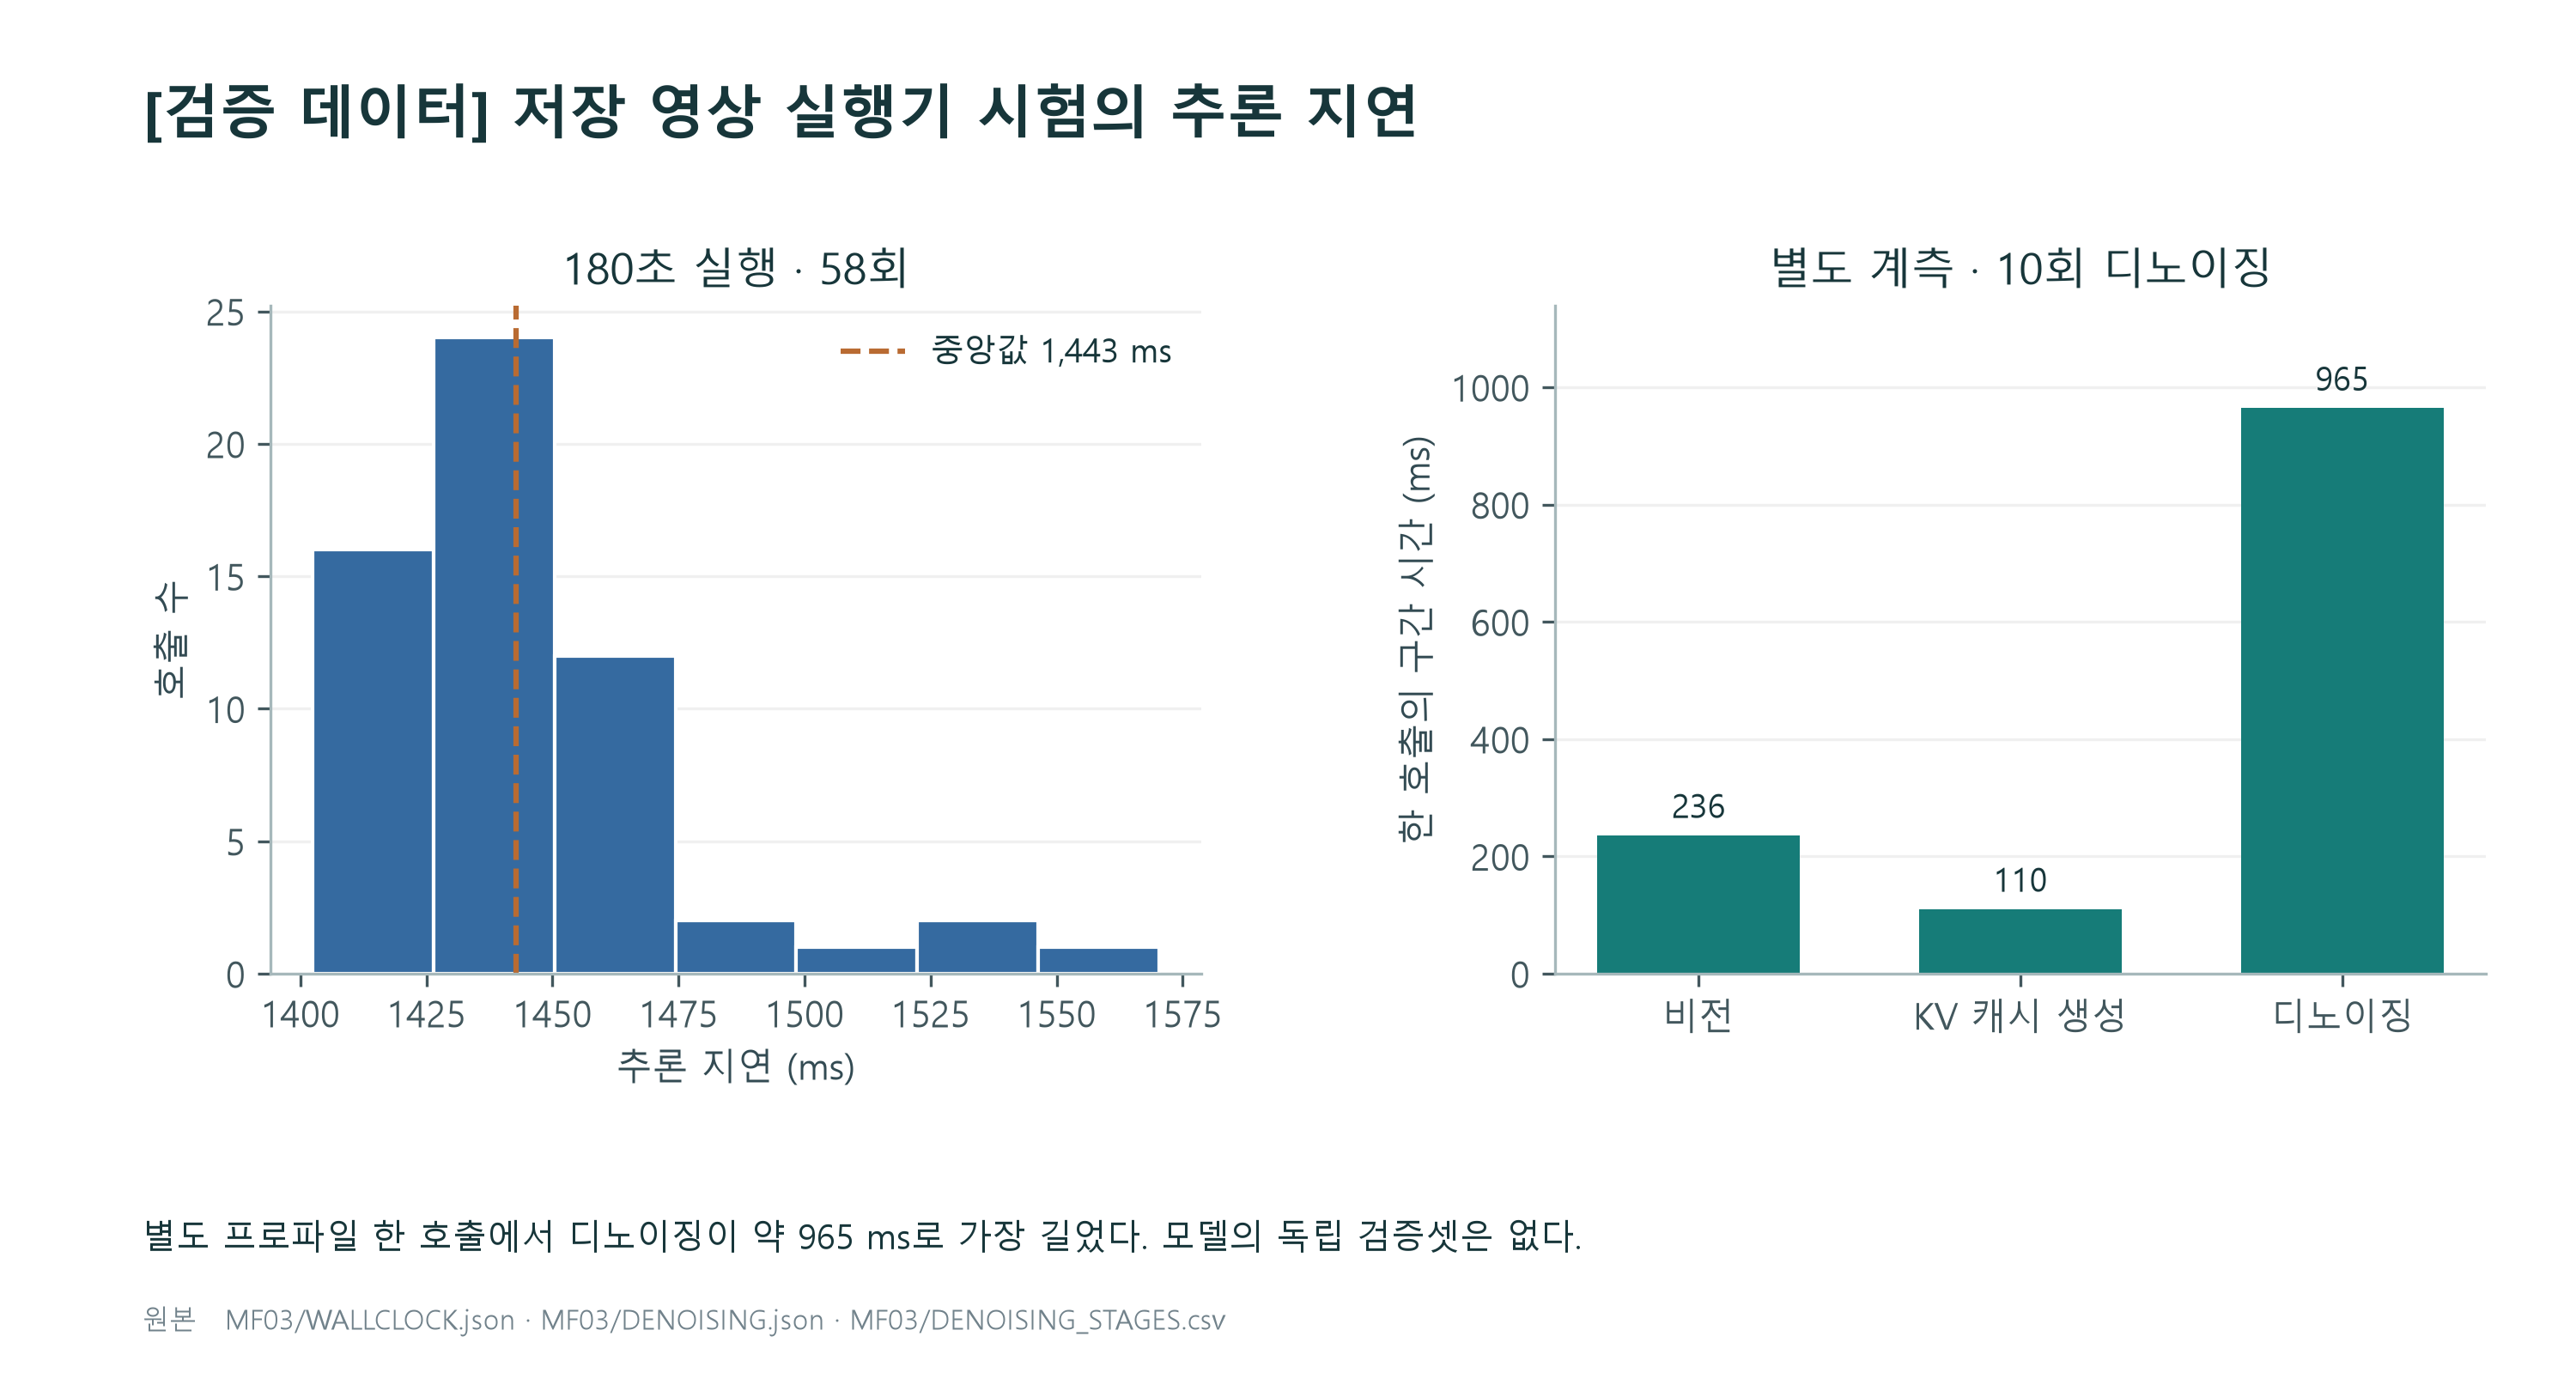 [검증 데이터] 저장 영상 실행기 시험의 추론 지연
180초 실행 · 58회
25
20
15
10
5
0
호출 수
중앙값 1,443 ms
1400 1425 1450 1475 1500 1525 1550 1575
추론 지연 (ms)
별도 계측 · 10회 디노이징
1000
800
600
400
200
0
한 호출의 구간 시간 (ms)
236
110
965
비전 KV 캐시 생성 디노이징
별도 프로파일 한 호출에서 디노이징이 약 965 ms로 가장 길었다. 모델의 독립 검증셋은 없다.
원본 MF03/WALLCLOCK.json · MF03/DENOISING.json · MF03/DENOISING_STAGES.csv